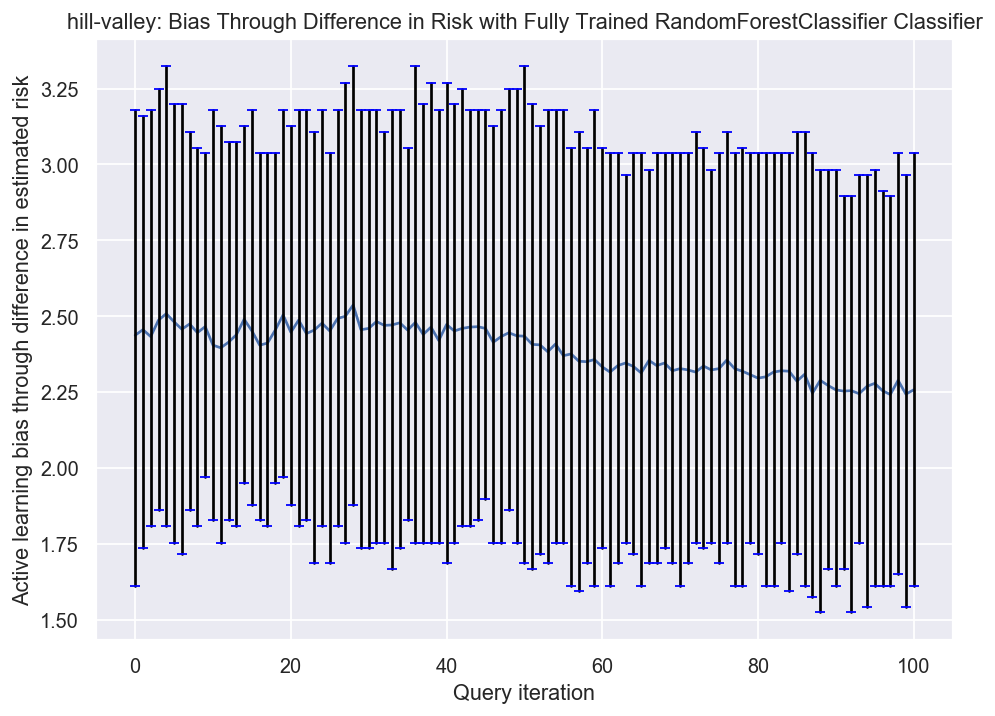 hill-valley: Bias Through Difference in Risk with Fully Trained RandomForestClassifier Classifier
Active learning bias through difference in estimated risk
3.25
3.00
2.75
2.50
2.25
2.00
1.75
1.50
0 20 40 60 80 100
Query iteration